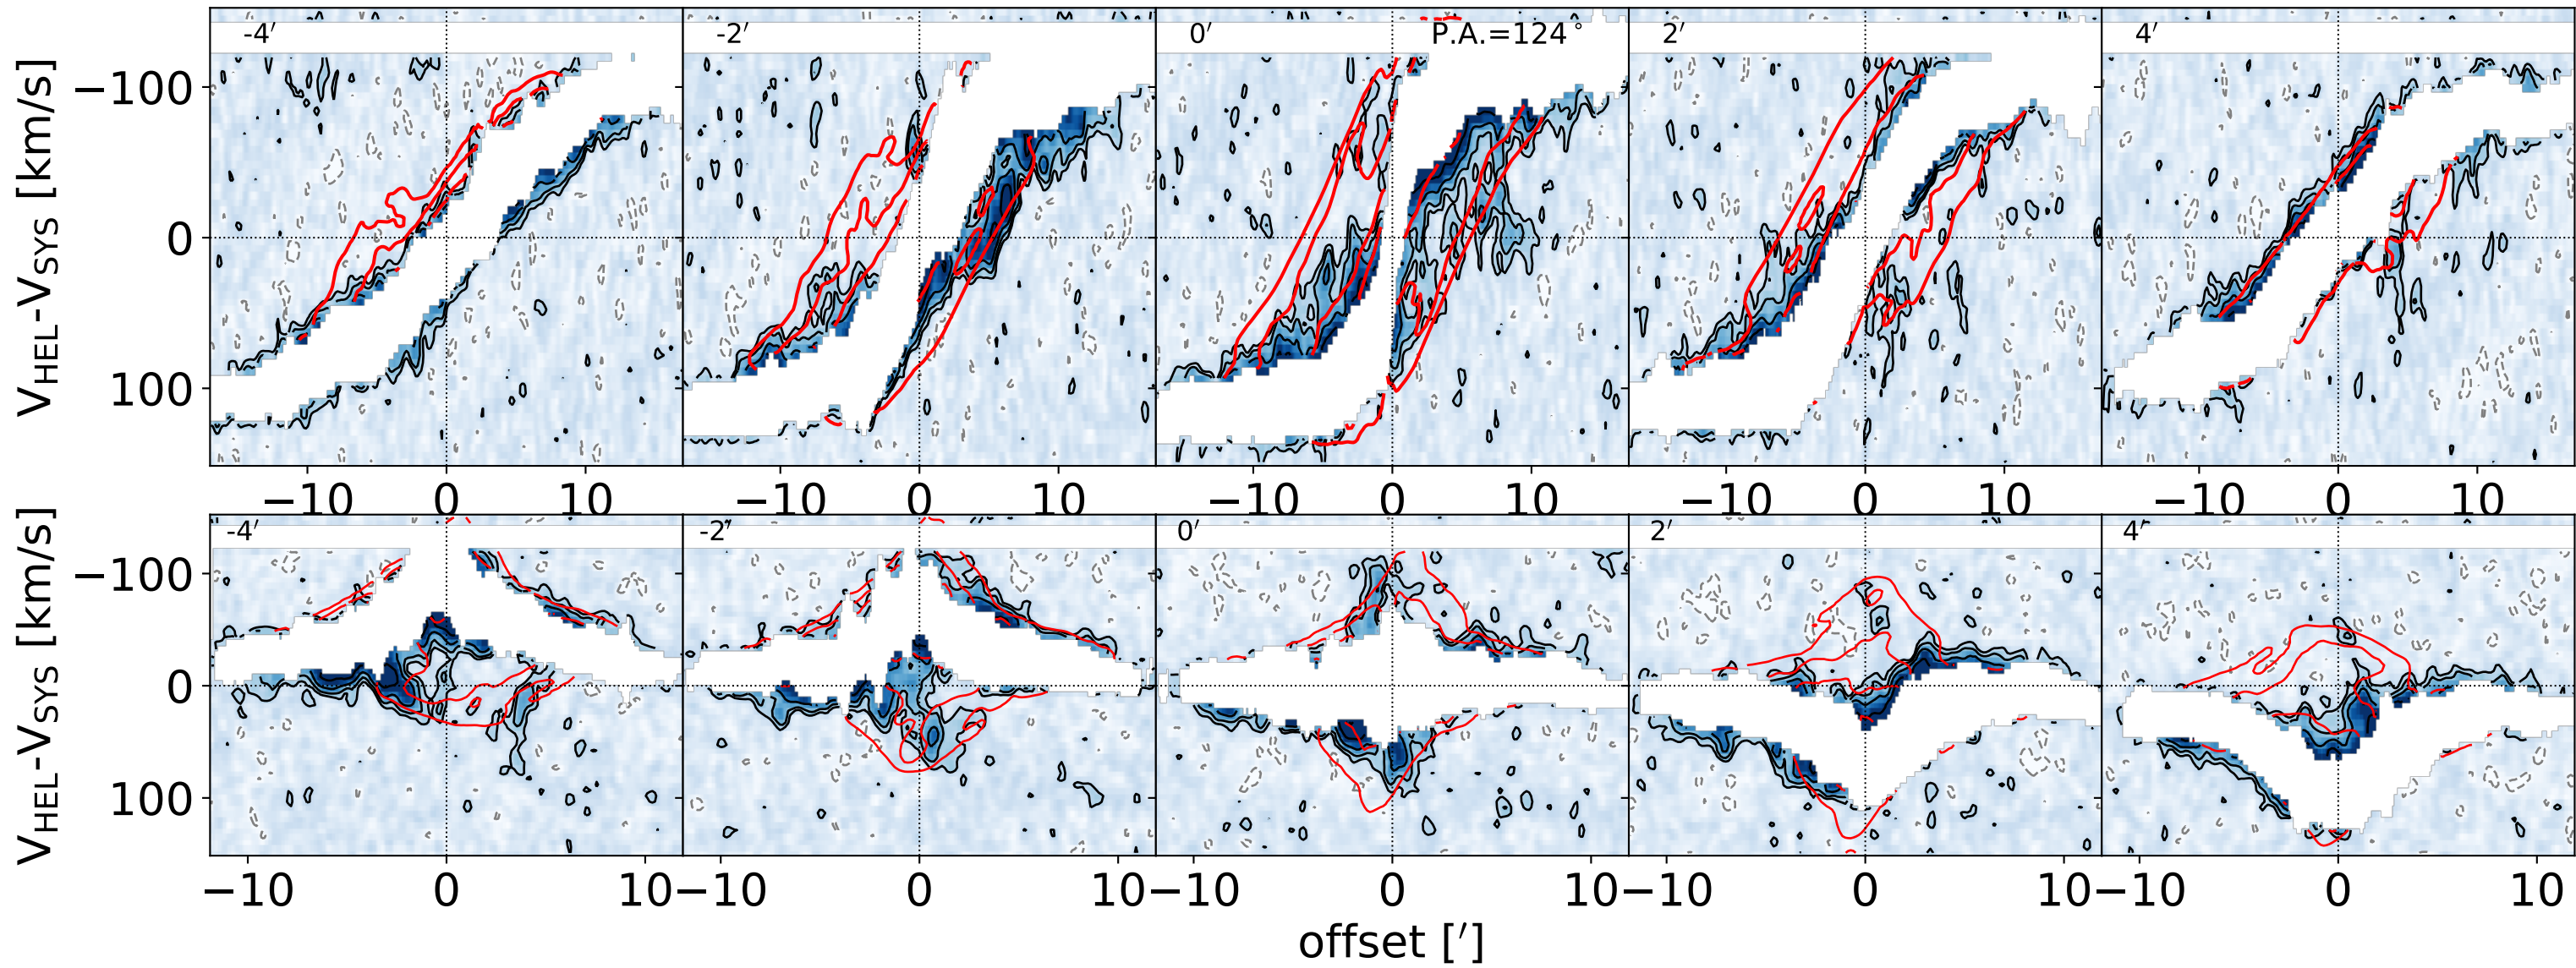 -4′ -2′ 0′ P.A.=124° 2′ 4′
V_HEL-V_SYS [km/s]
−100
0
100
−10 0 10 −10 0 10 −10 0 10 −10 0 10 −10 0 10
-4′ -2′ 0′ 2′ 4′
V_HEL-V_SYS [km/s]
−100
0
100
−10 0 10 −10 0 10 −10 0 10 −10 0 10 −10 0 10
offset [′]